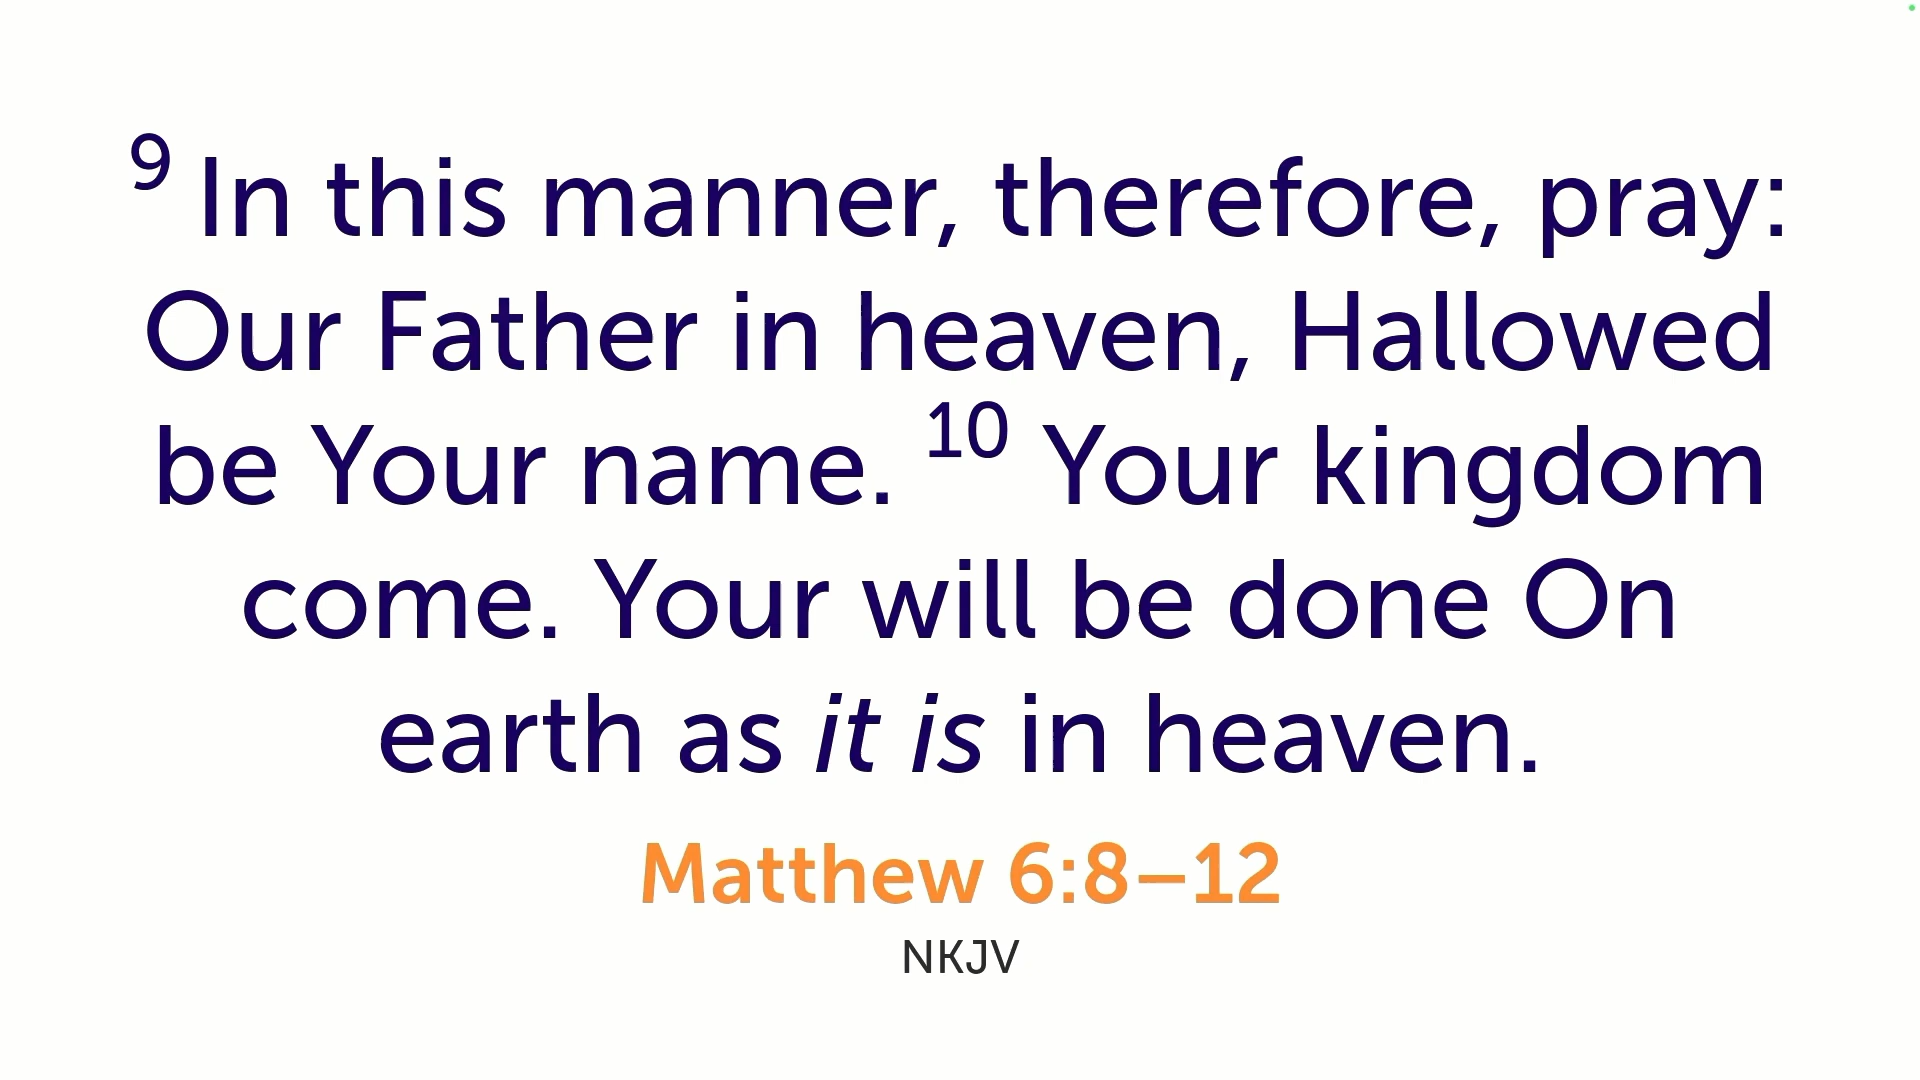 9 In this manner, therefore, pray:
Our Father in heaven, Hallowed
be Your name. 10 Your kingdom
come. Your will be done On
earth as it is in heaven.
Matthew 6:8–12
NKJV